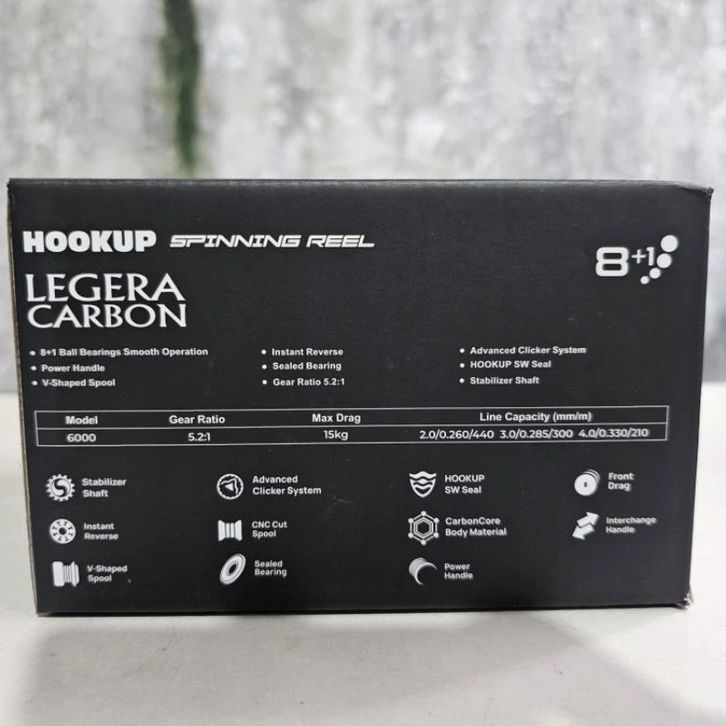 HOOKUP SPINNING REEL
8+1
LEGERA
CARBON
• 8+1 Ball Bearings Smooth Operation
• Power Handle
• V-Shaped Spool
• Instant Reverse
• Sealed Bearing
• Gear Ratio 5.2:1
• Advanced Clicker System
• HOOKUP SW Seal
• Stabilizer Shaft
Model Gear Ratio Max Drag Line Capacity (mm/m)
6000 5.2:1 15kg 2.0/0.260/440 3.0/0.285/300 4.0/0.330/210
Stabilizer
Shaft
Advanced
Clicker System
HOOKUP
SW Seal
Front
Drag
Instant
Reverse
CNC Cut
Spool
CarbonCore
Body Material
Interchange
Handle
V-Shaped
Spool
Sealed
Bearing
Power
Handle